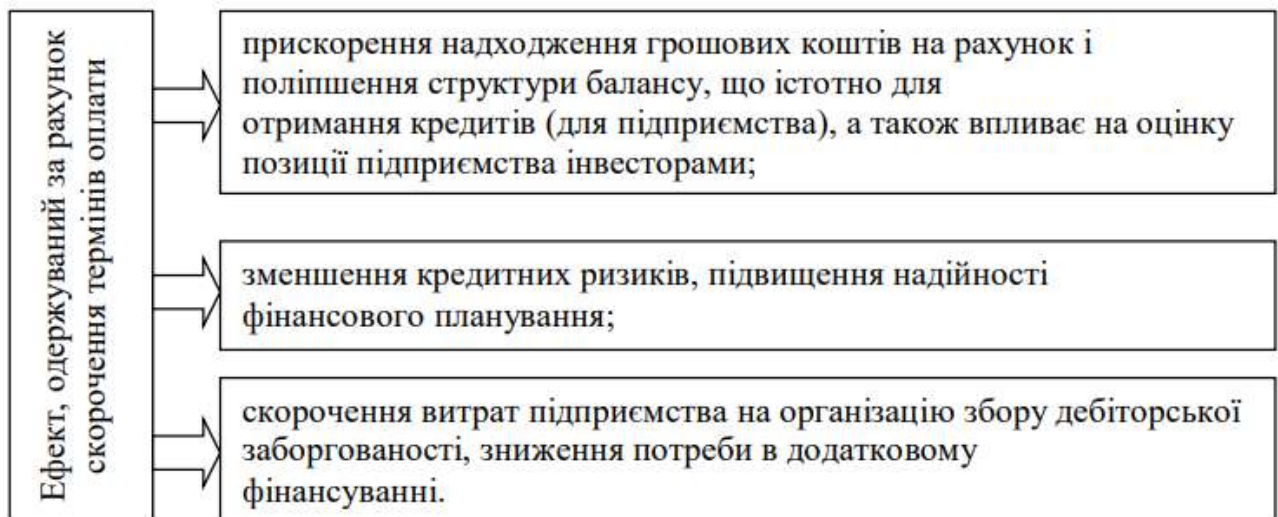 Ефект, одержуваний за рахунок
скорочення термінів оплати
прискорення надходження грошових коштів на рахунок і
поліпшення структури балансу, що істотно для
отримання кредитів (для підприємства), а також впливає на оцінку
позиції підприємства інвесторами;
зменшення кредитних ризиків, підвищення надійності
фінансового планування;
скорочення витрат підприємства на організацію збору дебіторської
заборгованості, зниження потреби в додатковому
фінансуванні.